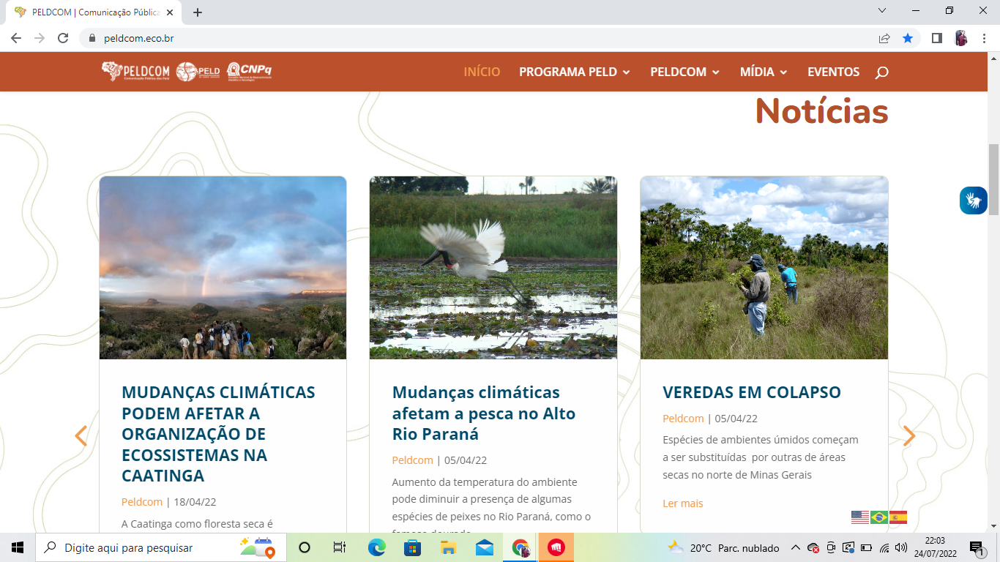 PELDCOM | Comunicação Pública
peldcom.eco.br
PELDCOM
PELD
CNPq
INÍCIO PROGRAMA PELD PELDCOM MÍDIA EVENTOS
Notícias
MUDANÇAS CLIMÁTICAS
PODEM AFETAR A
ORGANIZAÇÃO DE
ECOSSISTEMAS NA
CAATINGA
Peldcom | 18/04/22
A Caatinga como floresta seca é
Mudanças climáticas
afetam a pesca no Alto
Rio Paraná
Peldcom | 05/04/22
Aumento da temperatura do ambiente
pode diminuir a presença de algumas
espécies de peixes no Rio Paraná, como o
famoso dourado
VEREDAS EM COLAPSO
Peldcom | 05/04/22
Espécies de ambientes úmidos começam
a ser substituídas por outras de áreas
secas no norte de Minas Gerais
Ler mais
Digite aqui para pesquisar
20°C Parc. nublado
22:03
24/07/2022
1